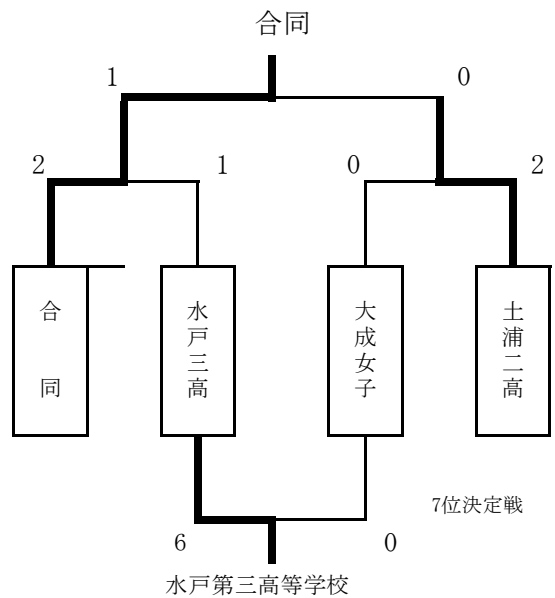 合同
1 0
2 1 0 2
合同
水戸三高
大成女子
土浦二高
7位決定戦
6 0
水戸第三高等学校